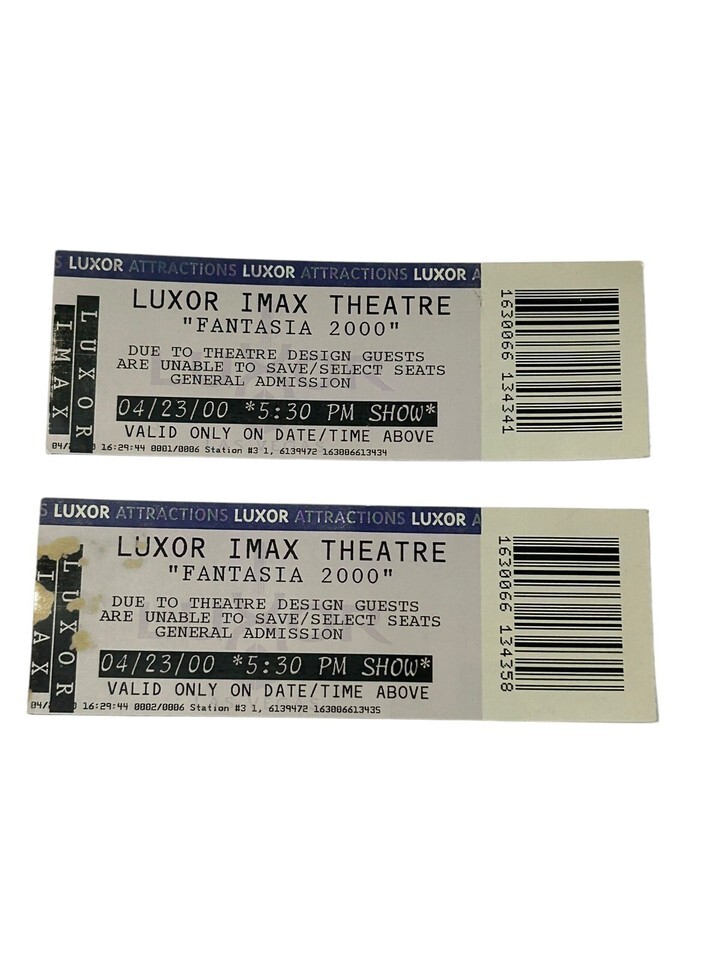 S LUXOR ATTRACTIONS LUXOR ATTRACTIONS LUXOR A
LUXOR IMAX THEATRE
"FANTASIA 2000"
DUE TO THEATRE DESIGN GUESTS
ARE UNABLE TO SAVE/SELECT SEATS
GENERAL ADMISSION
04/23/00 *5:30 PM SHOW*
VALID ONLY ON DATE/TIME ABOVE
16:29:44 0001/0006 Station #3 1, 6139472 163006613434
LUXOR
IMAX
1630066 134341
S LUXOR ATTRACTIONS LUXOR ATTRACTIONS LUXOR A
LUXOR IMAX THEATRE
"FANTASIA 2000"
DUE TO THEATRE DESIGN GUESTS
ARE UNABLE TO SAVE/SELECT SEATS
GENERAL ADMISSION
04/23/00 *5:30 PM SHOW*
VALID ONLY ON DATE/TIME ABOVE
16:29:44 0002/0006 Station #3 1, 6139472 163006613435
LUXOR
1630066 134358